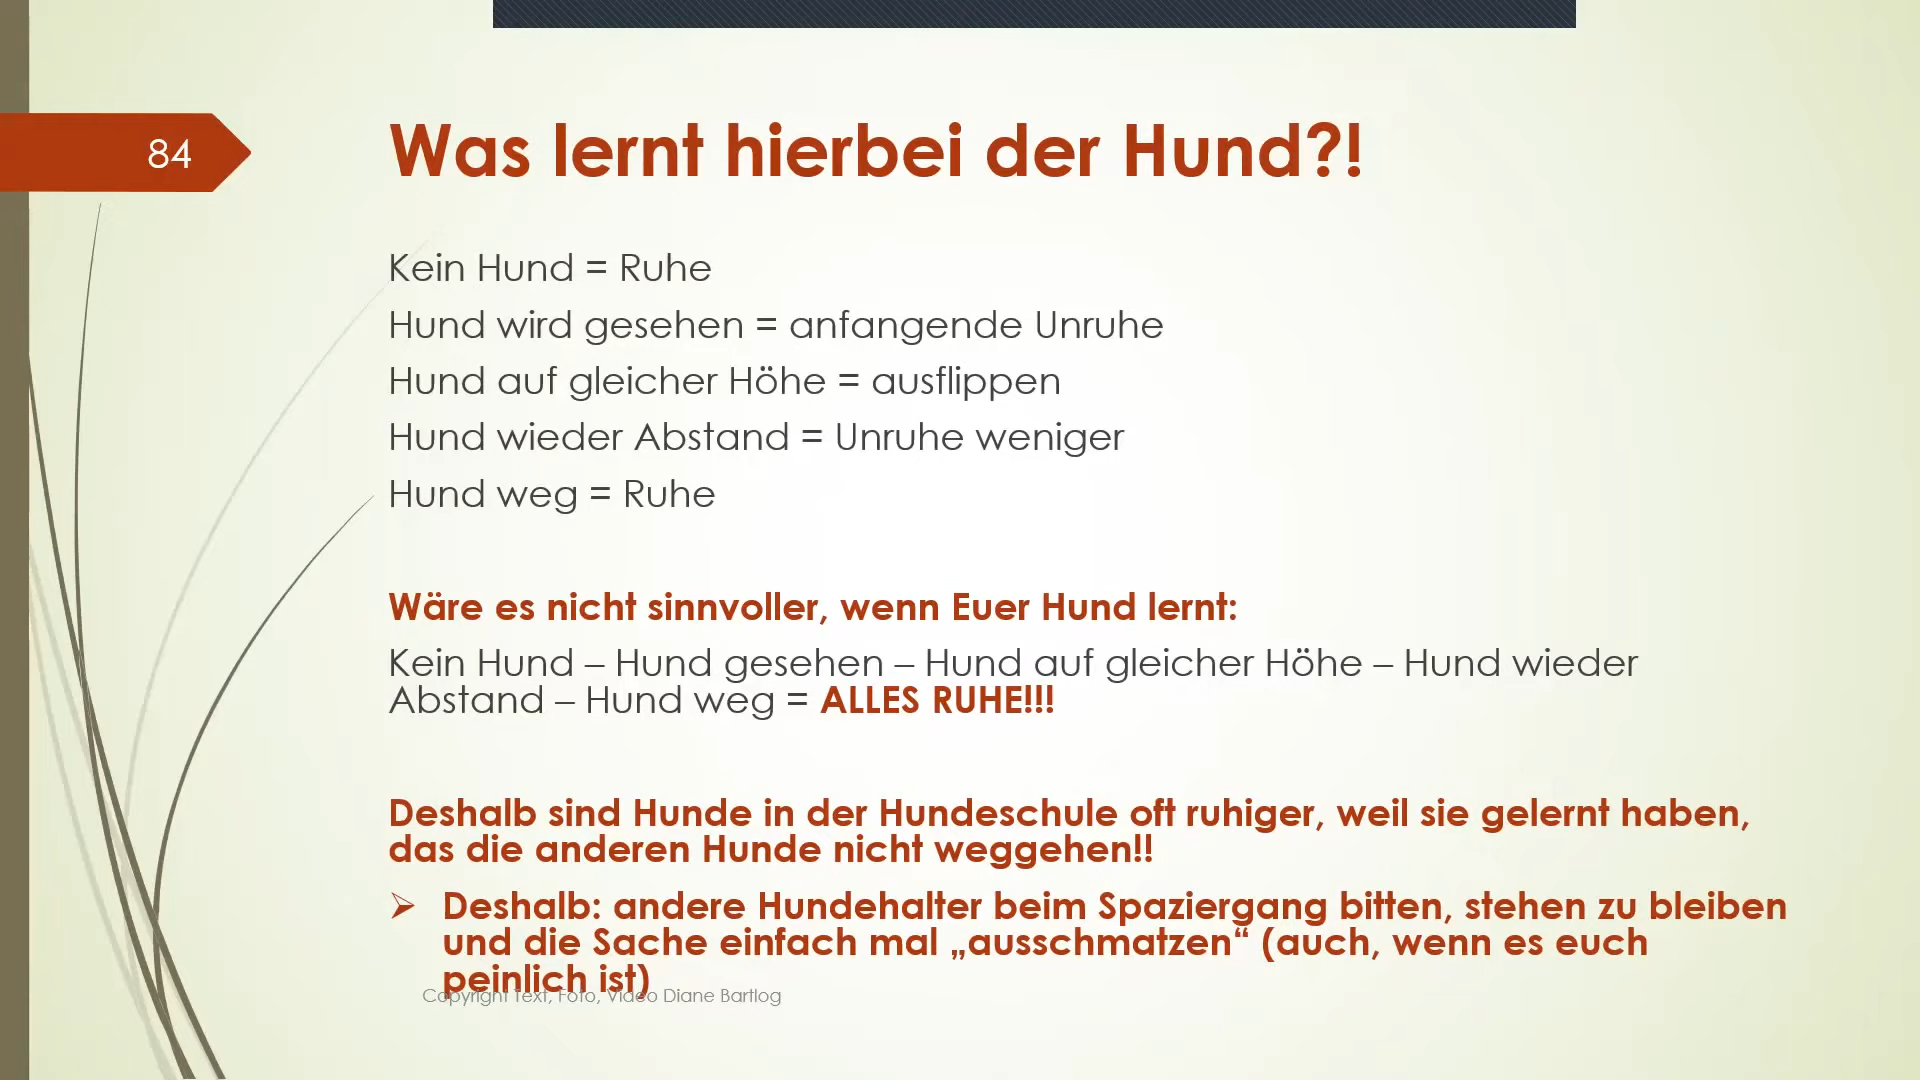 84
Was lernt hierbei der Hund?!
Kein Hund = Ruhe
Hund wird gesehen = anfangende Unruhe
Hund auf gleicher Höhe = ausflippen
Hund wieder Abstand = Unruhe weniger
Hund weg = Ruhe
Wäre es nicht sinnvoller, wenn Euer Hund lernt:
Kein Hund – Hund gesehen – Hund auf gleicher Höhe – Hund wieder
Abstand – Hund weg = ALLES RUHE!!!
Deshalb sind Hunde in der Hundeschule oft ruhiger, weil sie gelernt haben,
das die anderen Hunde nicht weggehen!!
Deshalb: andere Hundehalter beim Spaziergang bitten, stehen zu bleiben
und die Sache einfach mal „ausschmatzen“ (auch, wenn es euch
peinlich ist)
Copyright Text, Foto, Video Diane Bartlog